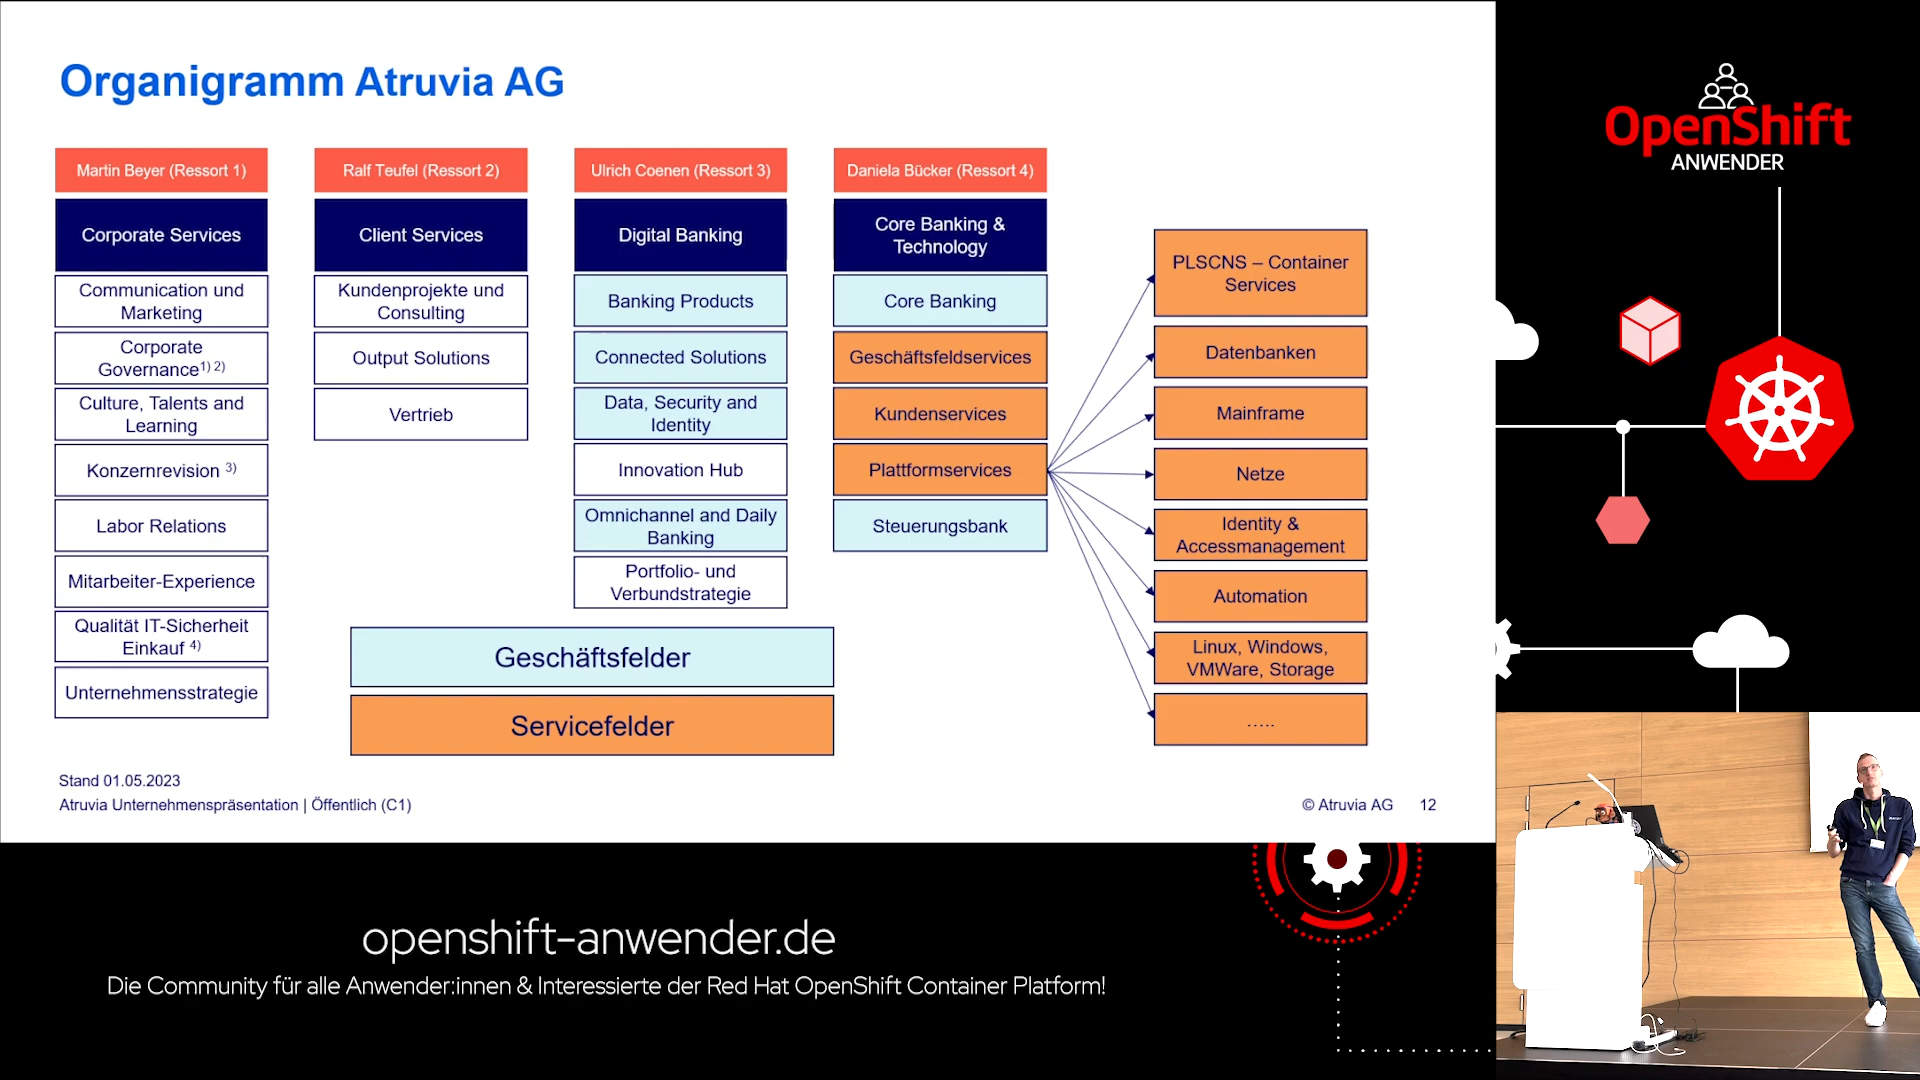 Organigramm Atruvia AG
Martin Beyer (Ressort 1)
Corporate Services
Communication und
Marketing
Corporate
Governance1) 2)
Culture, Talents and
Learning
Konzernrevision 3)
Labor Relations
Mitarbeiter-Experience
Qualität IT-Sicherheit
Einkauf 4)
Unternehmensstrategie
Ralf Teufel (Ressort 2)
Client Services
Kundenprojekte und
Consulting
Output Solutions
Vertrieb
Ulrich Coenen (Ressort 3)
Digital Banking
Banking Products
Connected Solutions
Data, Security and
Identity
Innovation Hub
Omnichannel and Daily
Banking
Portfolio- und
Verbundstrategie
Daniela Bücker (Ressort 4)
Core Banking &
Technology
Core Banking
Geschäftsfeldservices
Kundenservices
Plattformservices
Steuerungsbank
PLSCNS – Container
Services
Datenbanken
Mainframe
Netze
Identity &
Accessmanagement
Automation
Linux, Windows,
VMWare, Storage
.....
Geschäftsfelder
Servicefelder
Stand 01.05.2023
Atruvia Unternehmenspräsentation | Öffentlich (C1)
© Atruvia AG 12
OpenShift
ANWENDER
openshift-anwender.de
Die Community für alle Anwender:innen & Interessierte der Red Hat OpenShift Container Platform!